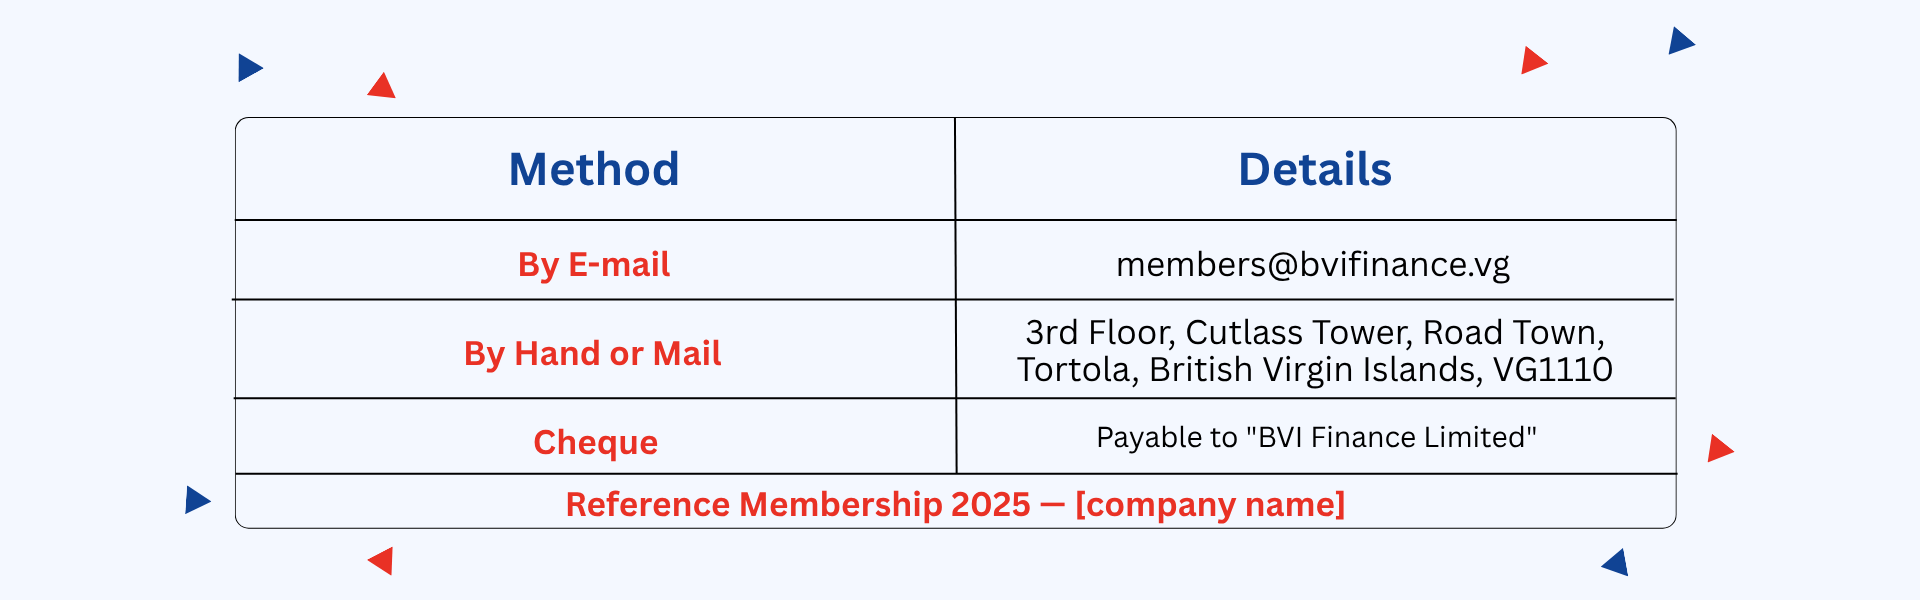 Method
Details
By E-mail
members@bvifinance.vg
By Hand or Mail
3rd Floor, Cutlass Tower, Road Town,
Tortola, British Virgin Islands, VG1110
Cheque
Payable to "BVI Finance Limited"
Reference Membership 2025 — [company name]